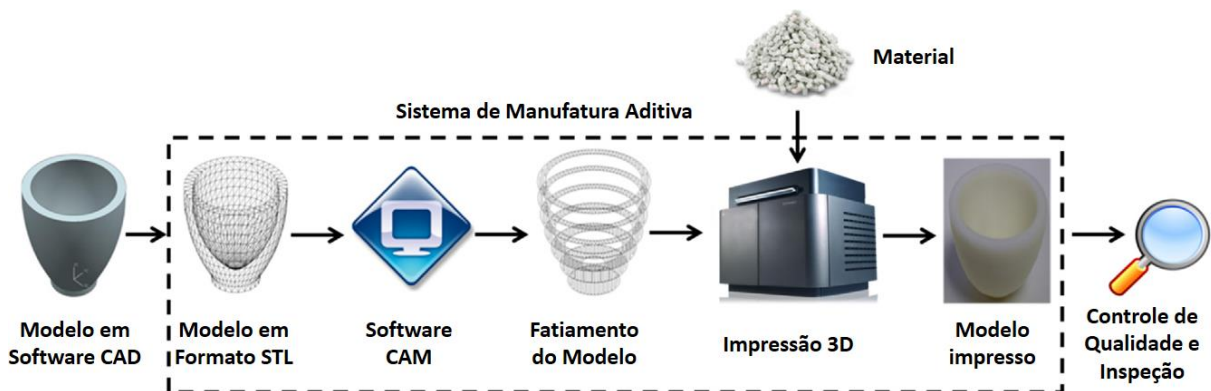 Material
Sistema de Manufatura Aditiva
Modelo em
Software CAD
Modelo em
Formato STL
Software
CAM
Fatiamento
do Modelo
Impressão 3D
Modelo
impresso
Controle de
Qualidade e
Inspeção